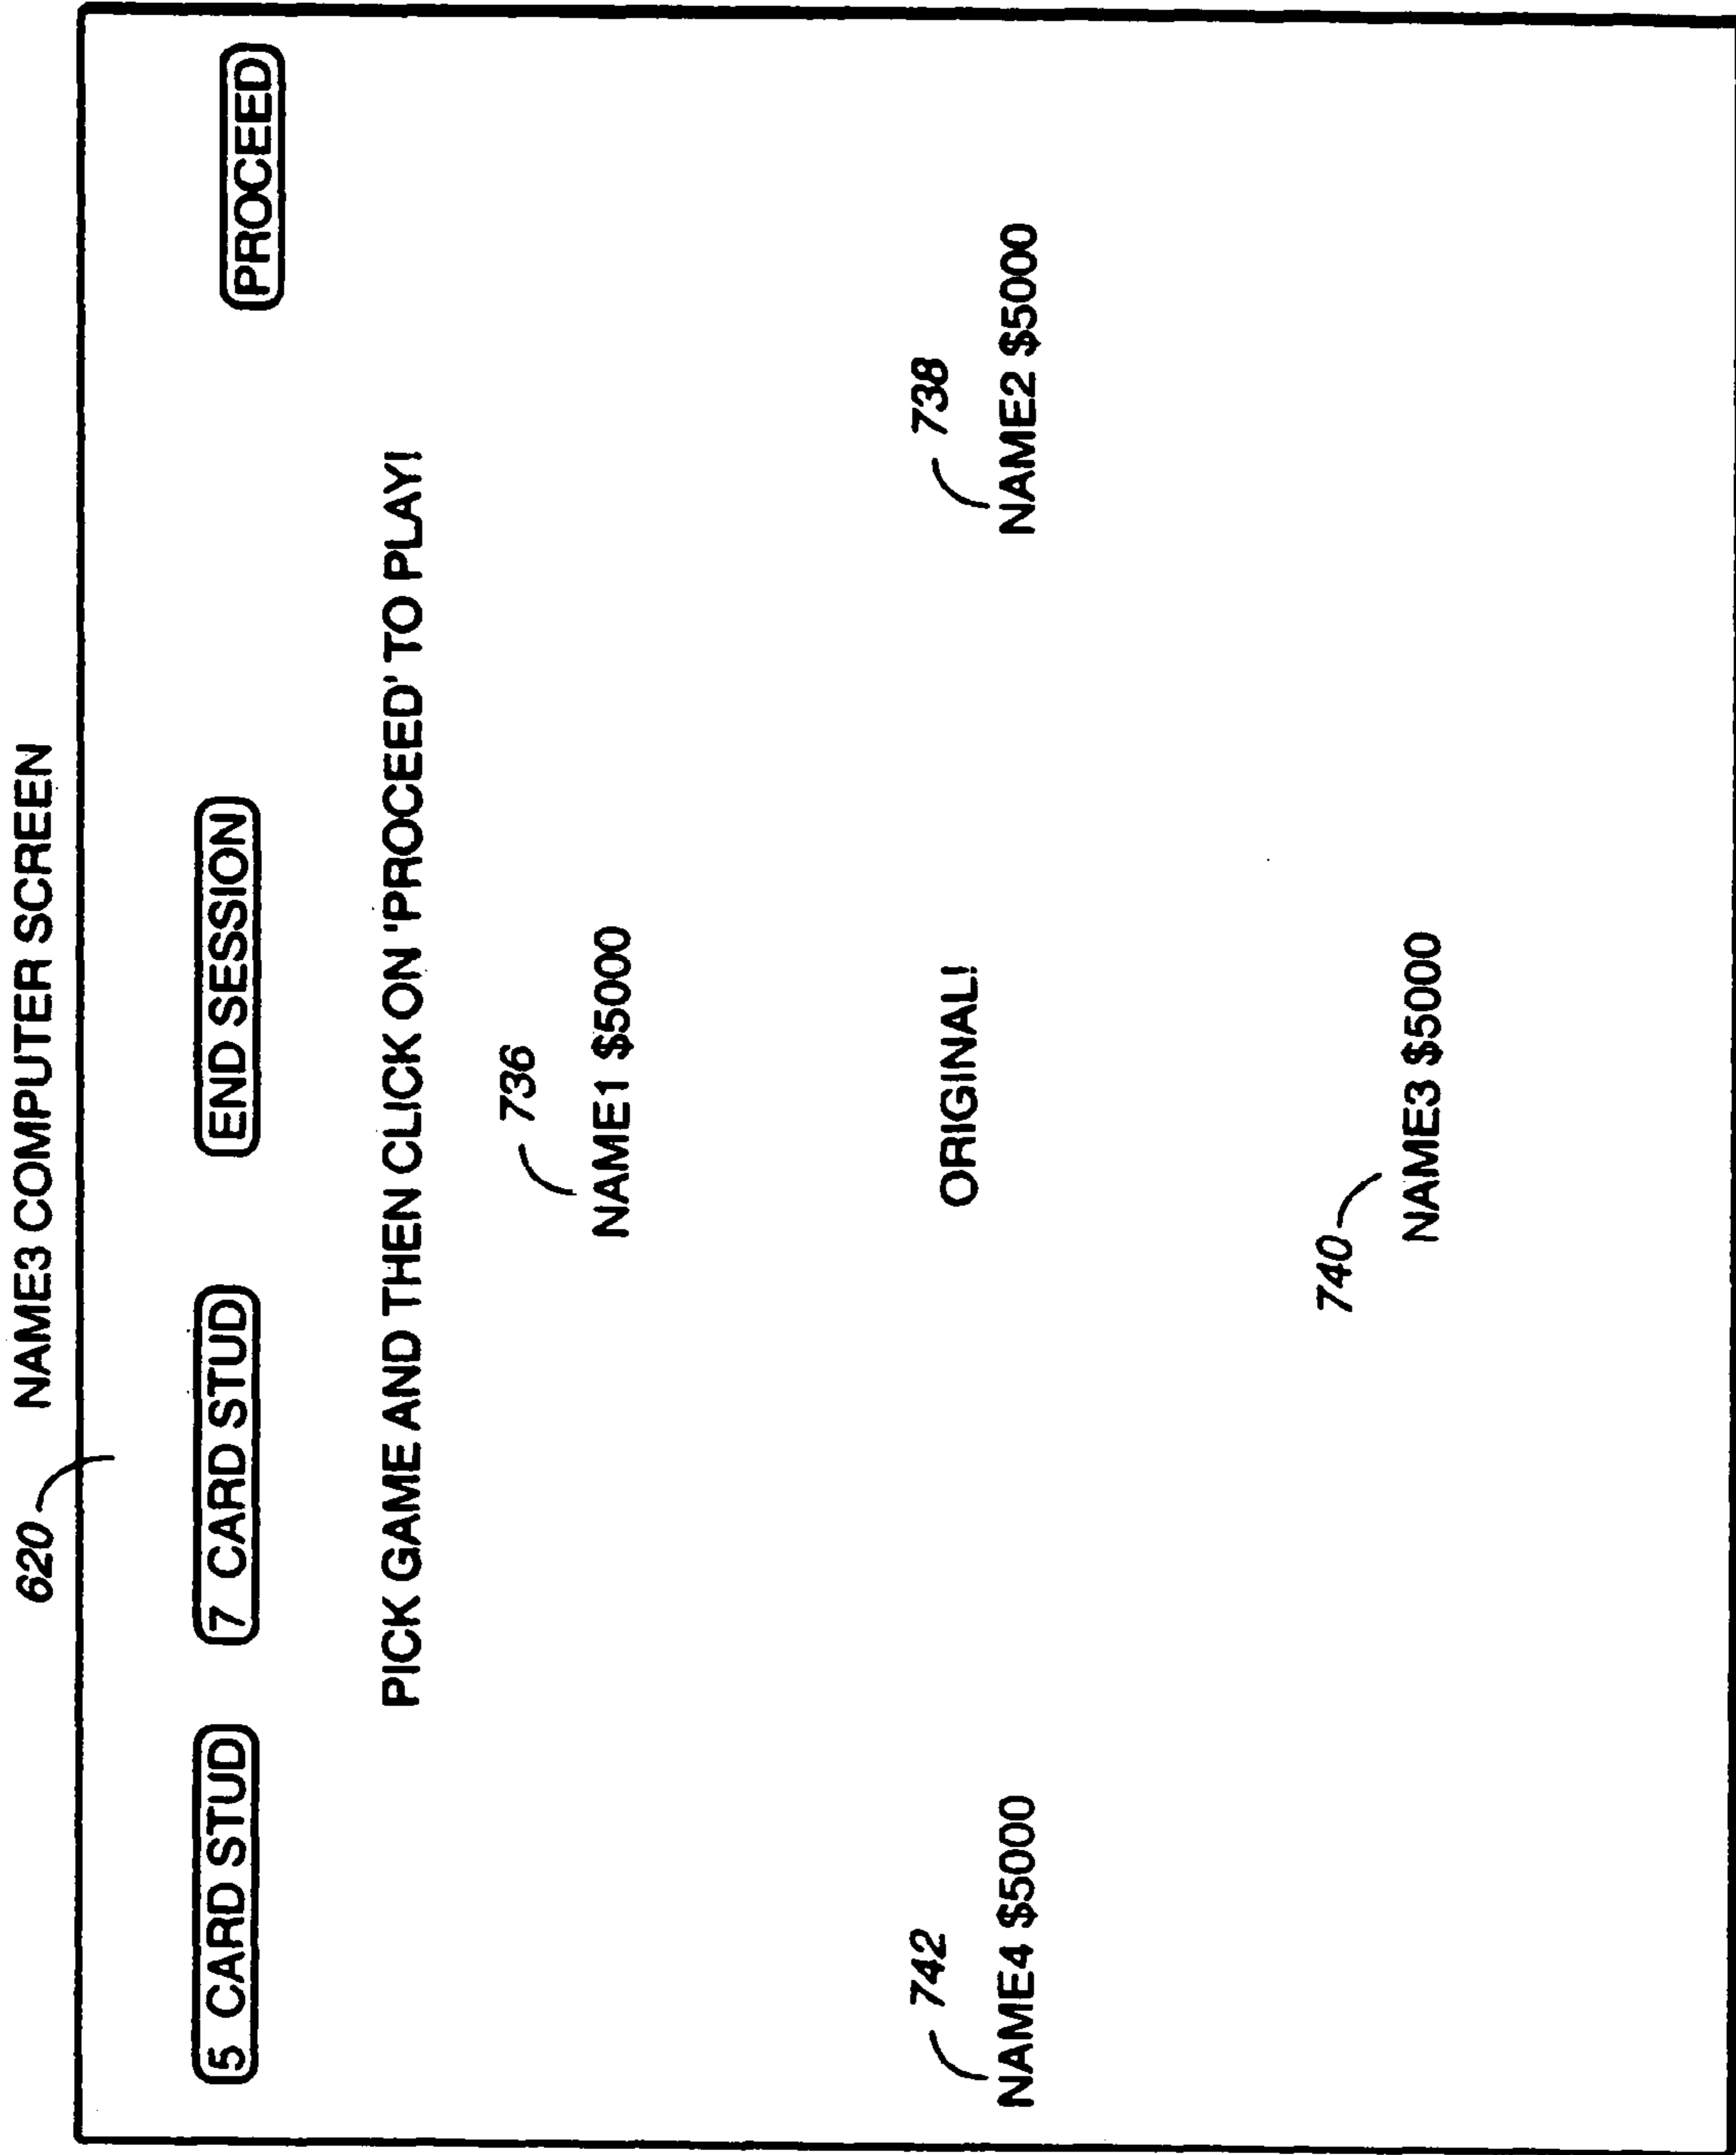 620 NAME3 COMPUTER SCREEN
5 CARD STUD 7 CARD STUD END SESSION PROCEED
PICK GAME AND THEN CLICK ON 'PROCEED' TO PLAY!
736
NAME1 $5000
742 738
ORIGINAL!
NAME4 $5000 NAME2 $5000
740
NAME3 $5000